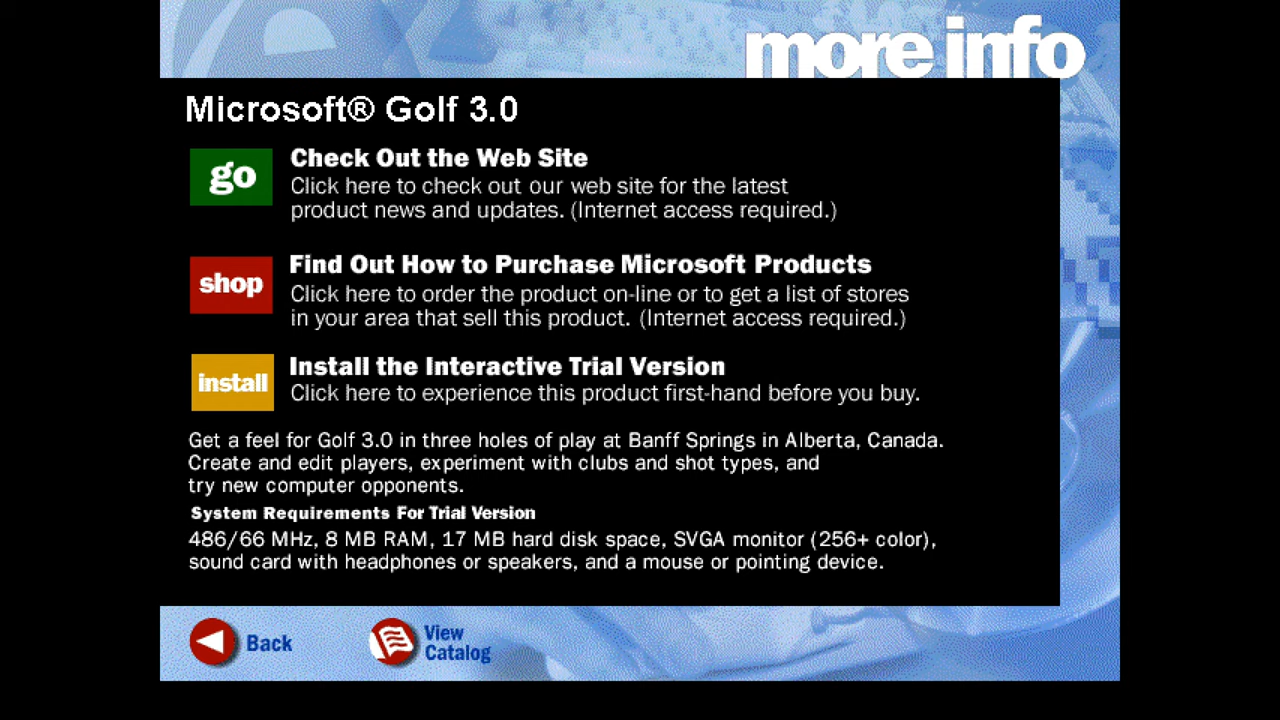 more info
Microsoft® Golf 3.0
go
Check Out the Web Site
Click here to check out our web site for the latest
product news and updates. (Internet access required.)
shop
Find Out How to Purchase Microsoft Products
Click here to order the product on-line or to get a list of stores
in your area that sell this product. (Internet access required.)
install
Install the Interactive Trial Version
Click here to experience this product first-hand before you buy.
Get a feel for Golf 3.0 in three holes of play at Banff Springs in Alberta, Canada.
Create and edit players, experiment with clubs and shot types, and
try new computer opponents.
System Requirements For Trial Version
486/66 MHz, 8 MB RAM, 17 MB hard disk space, SVGA monitor (256+ color),
sound card with headphones or speakers, and a mouse or pointing device.
Back
View
Catalog